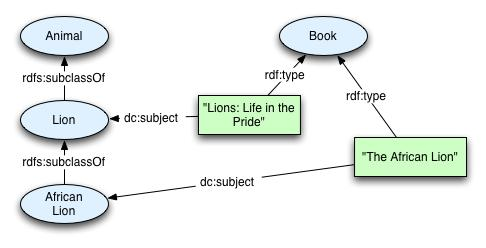 Animal
Book
rdfs:subclassOf
rdf:type
rdf:type
Lion
dc:subject
"Lions: Life in the
Pride"
rdfs:subclassOf
"The African Lion"
dc:subject
African
Lion